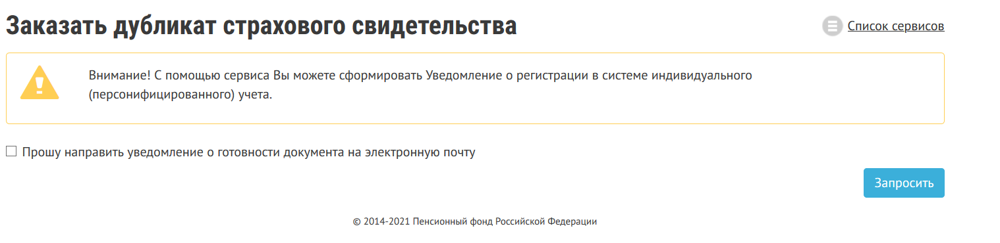 Заказать дубликат страхового свидетельства
Список сервисов
Внимание! С помощью сервиса Вы можете сформировать Уведомление о регистрации в системе индивидуального
(персонифицированного) учета.
Прошу направить уведомление о готовности документа на электронную почту
Запросить
© 2014-2021 Пенсионный фонд Российской Федерации